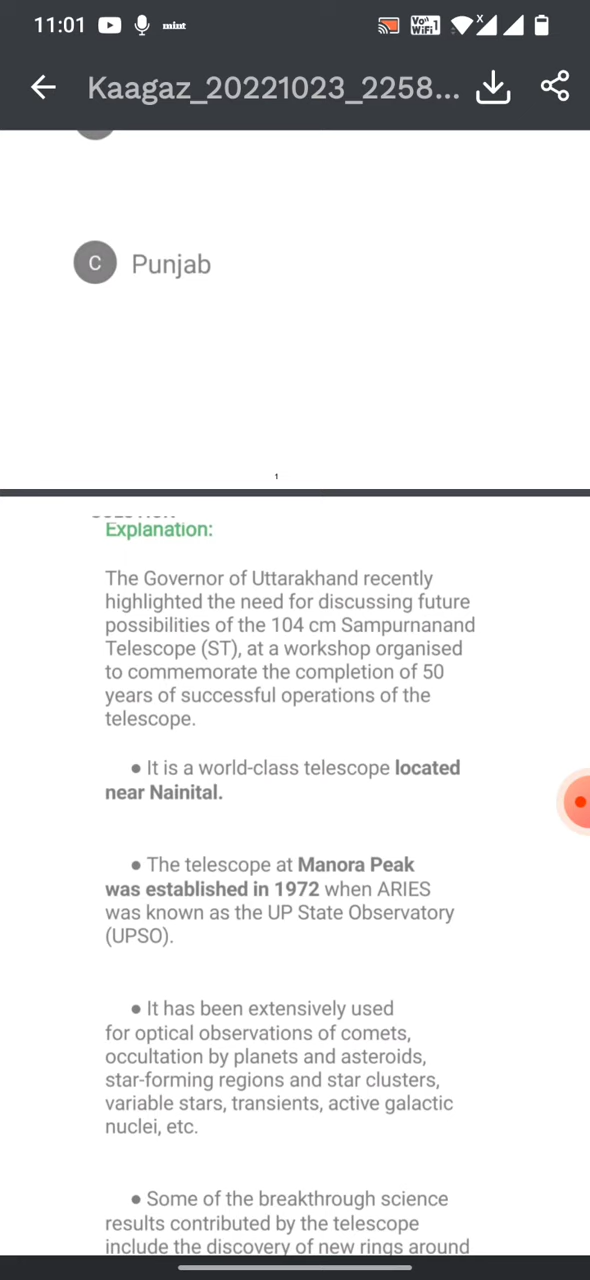 11:01 mint Vo» WiFi 1 x
Kaagaz_20221023_2258...
C Punjab
1
Explanation:
The Governor of Uttarakhand recently
highlighted the need for discussing future
possibilities of the 104 cm Sampurnanand
Telescope (ST), at a workshop organised
to commemorate the completion of 50
years of successful operations of the
telescope.
● It is a world-class telescope located
near Nainital.
● The telescope at Manora Peak
was established in 1972 when ARIES
was known as the UP State Observatory
(UPSO).
● It has been extensively used
for optical observations of comets,
occultation by planets and asteroids,
star-forming regions and star clusters,
variable stars, transients, active galactic
nuclei, etc.
● Some of the breakthrough science
results contributed by the telescope
include the discovery of new rings around